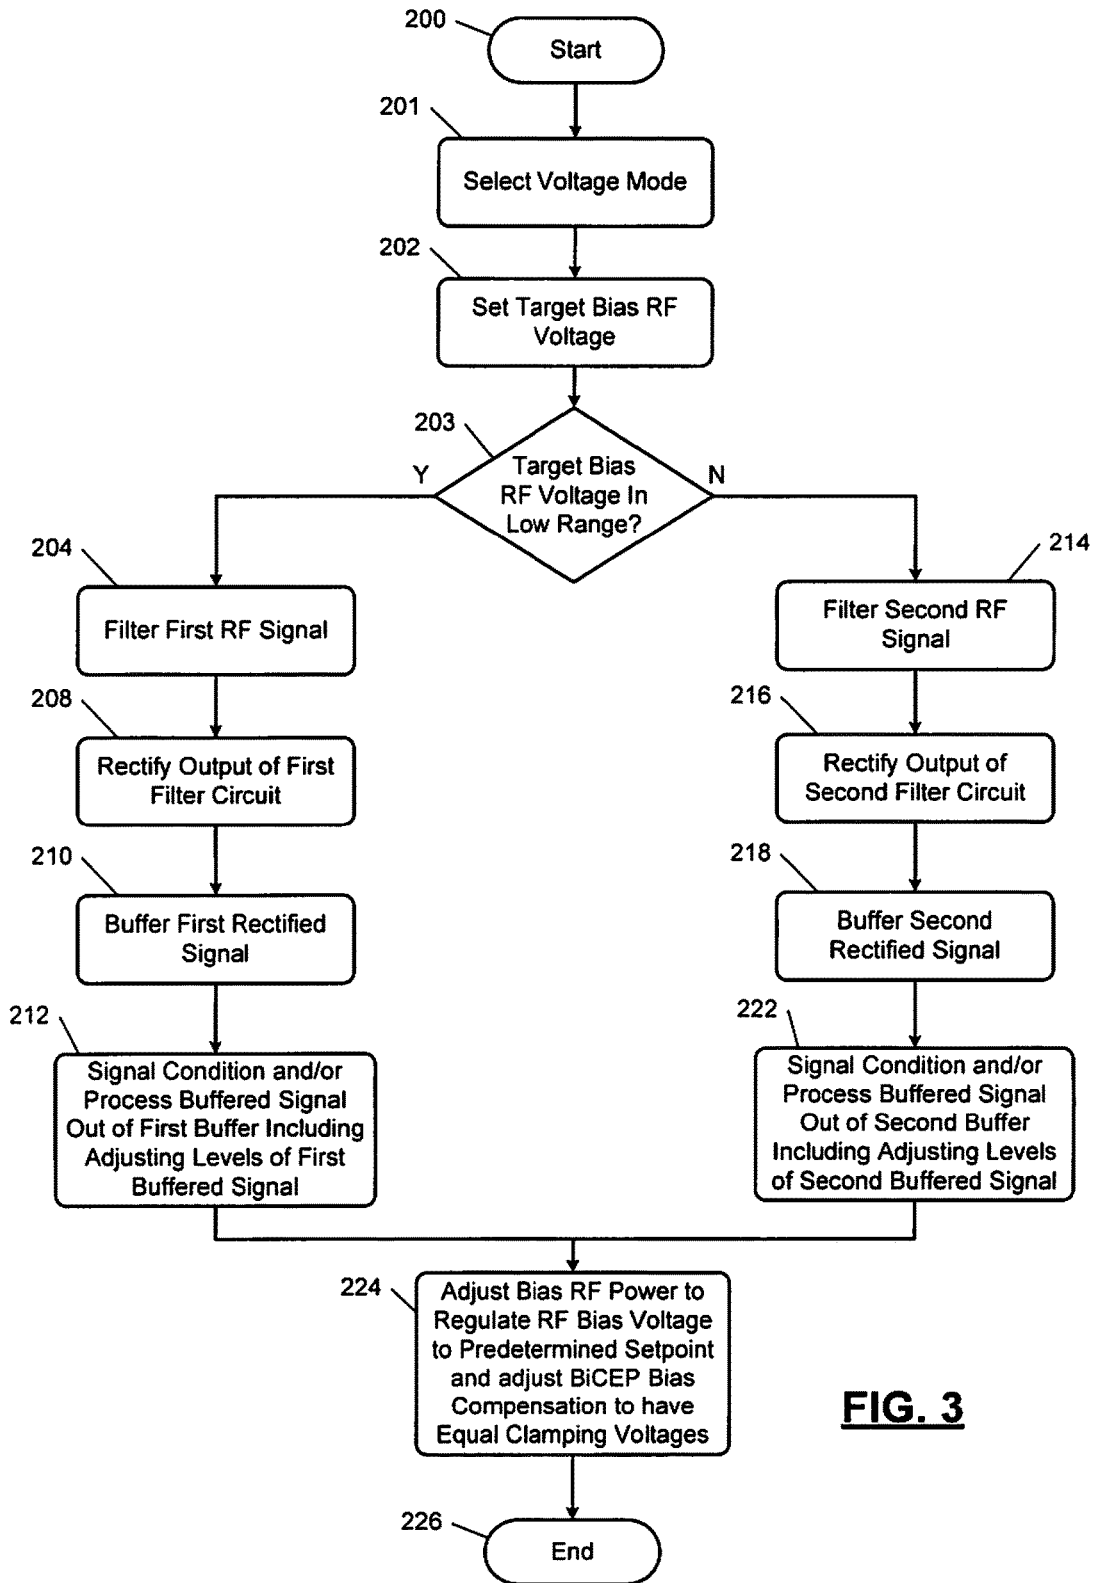 200
Start
201
Select Voltage Mode
202
Set Target Bias RF
Voltage
203
Y
Target Bias
RF Voltage In
Low Range?
N
204
Filter First RF Signal
208
Rectify Output of First
Filter Circuit
210
Buffer First Rectified
Signal
212
Signal Condition and/or
Process Buffered Signal
Out of First Buffer Including
Adjusting Levels of First
Buffered Signal
214
Filter Second RF
Signal
216
Rectify Output of
Second Filter Circuit
218
Buffer Second
Rectified Signal
222
Signal Condition and/or
Process Buffered Signal
Out of Second Buffer
Including Adjusting Levels
of Second Buffered Signal
224
Adjust Bias RF Power to
Regulate RF Bias Voltage
to Predetermined Setpoint
and adjust BiCEP Bias
Compensation to have
Equal Clamping Voltages
226
End
FIG. 3